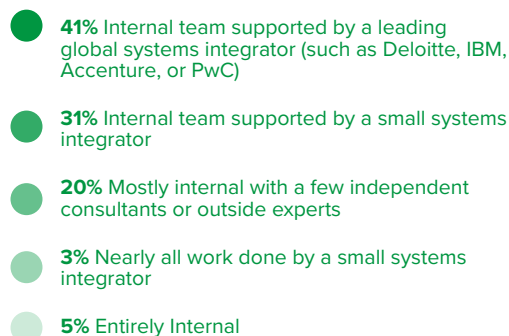 41% Internal team supported by a leading
global systems integrator (such as Deloitte, IBM,
Accenture, or PwC)
31% Internal team supported by a small systems
integrator
20% Mostly internal with a few independent
consultants or outside experts
3% Nearly all work done by a small systems
integrator
5% Entirely Internal